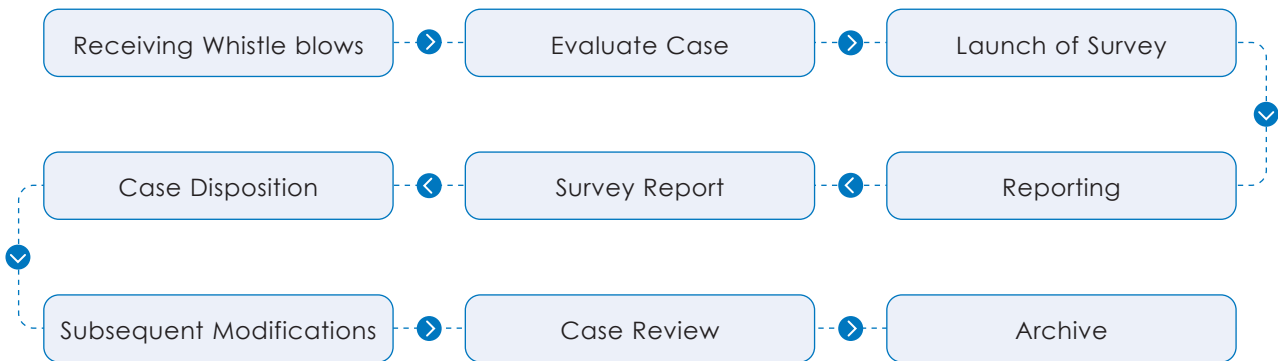 Receiving Whistle blows
Evaluate Case
Launch of Survey
Reporting
Survey Report
Case Disposition
Subsequent Modifications
Case Review
Archive